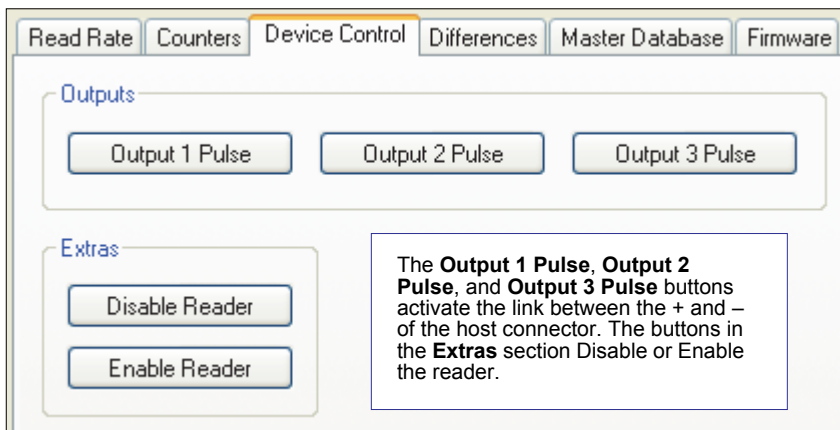 Read Rate Counters Device Control Differences Master Database Firmware
Outputs
Output 1 Pulse Output 2 Pulse Output 3 Pulse
Extras
Disable Reader
Enable Reader
The Output 1 Pulse, Output 2
Pulse, and Output 3 Pulse buttons
activate the link between the + and –
of the host connector. The buttons in
the Extras section Disable or Enable
the reader.